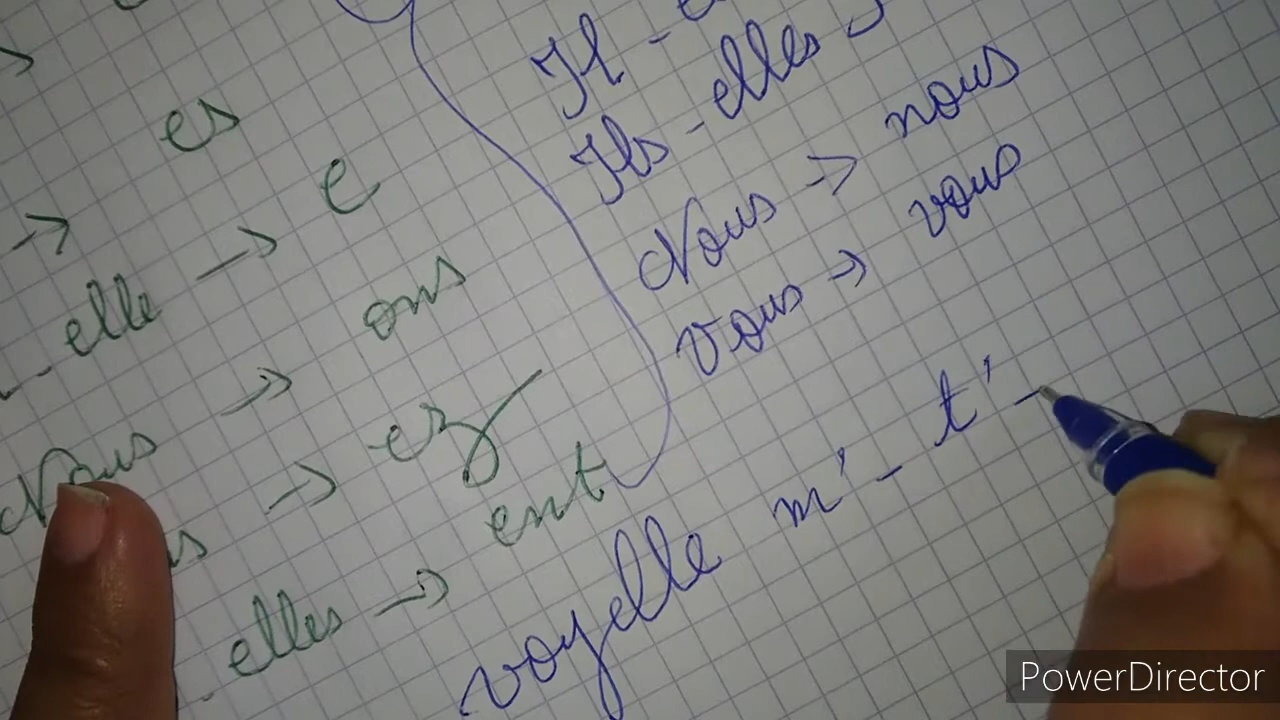 es
elle → e
Nous → ons
→ ez
elles → ent
Il -
Ils - elles
Nous → nous
vous → vous
voyelle m' - t' -
PowerDirector